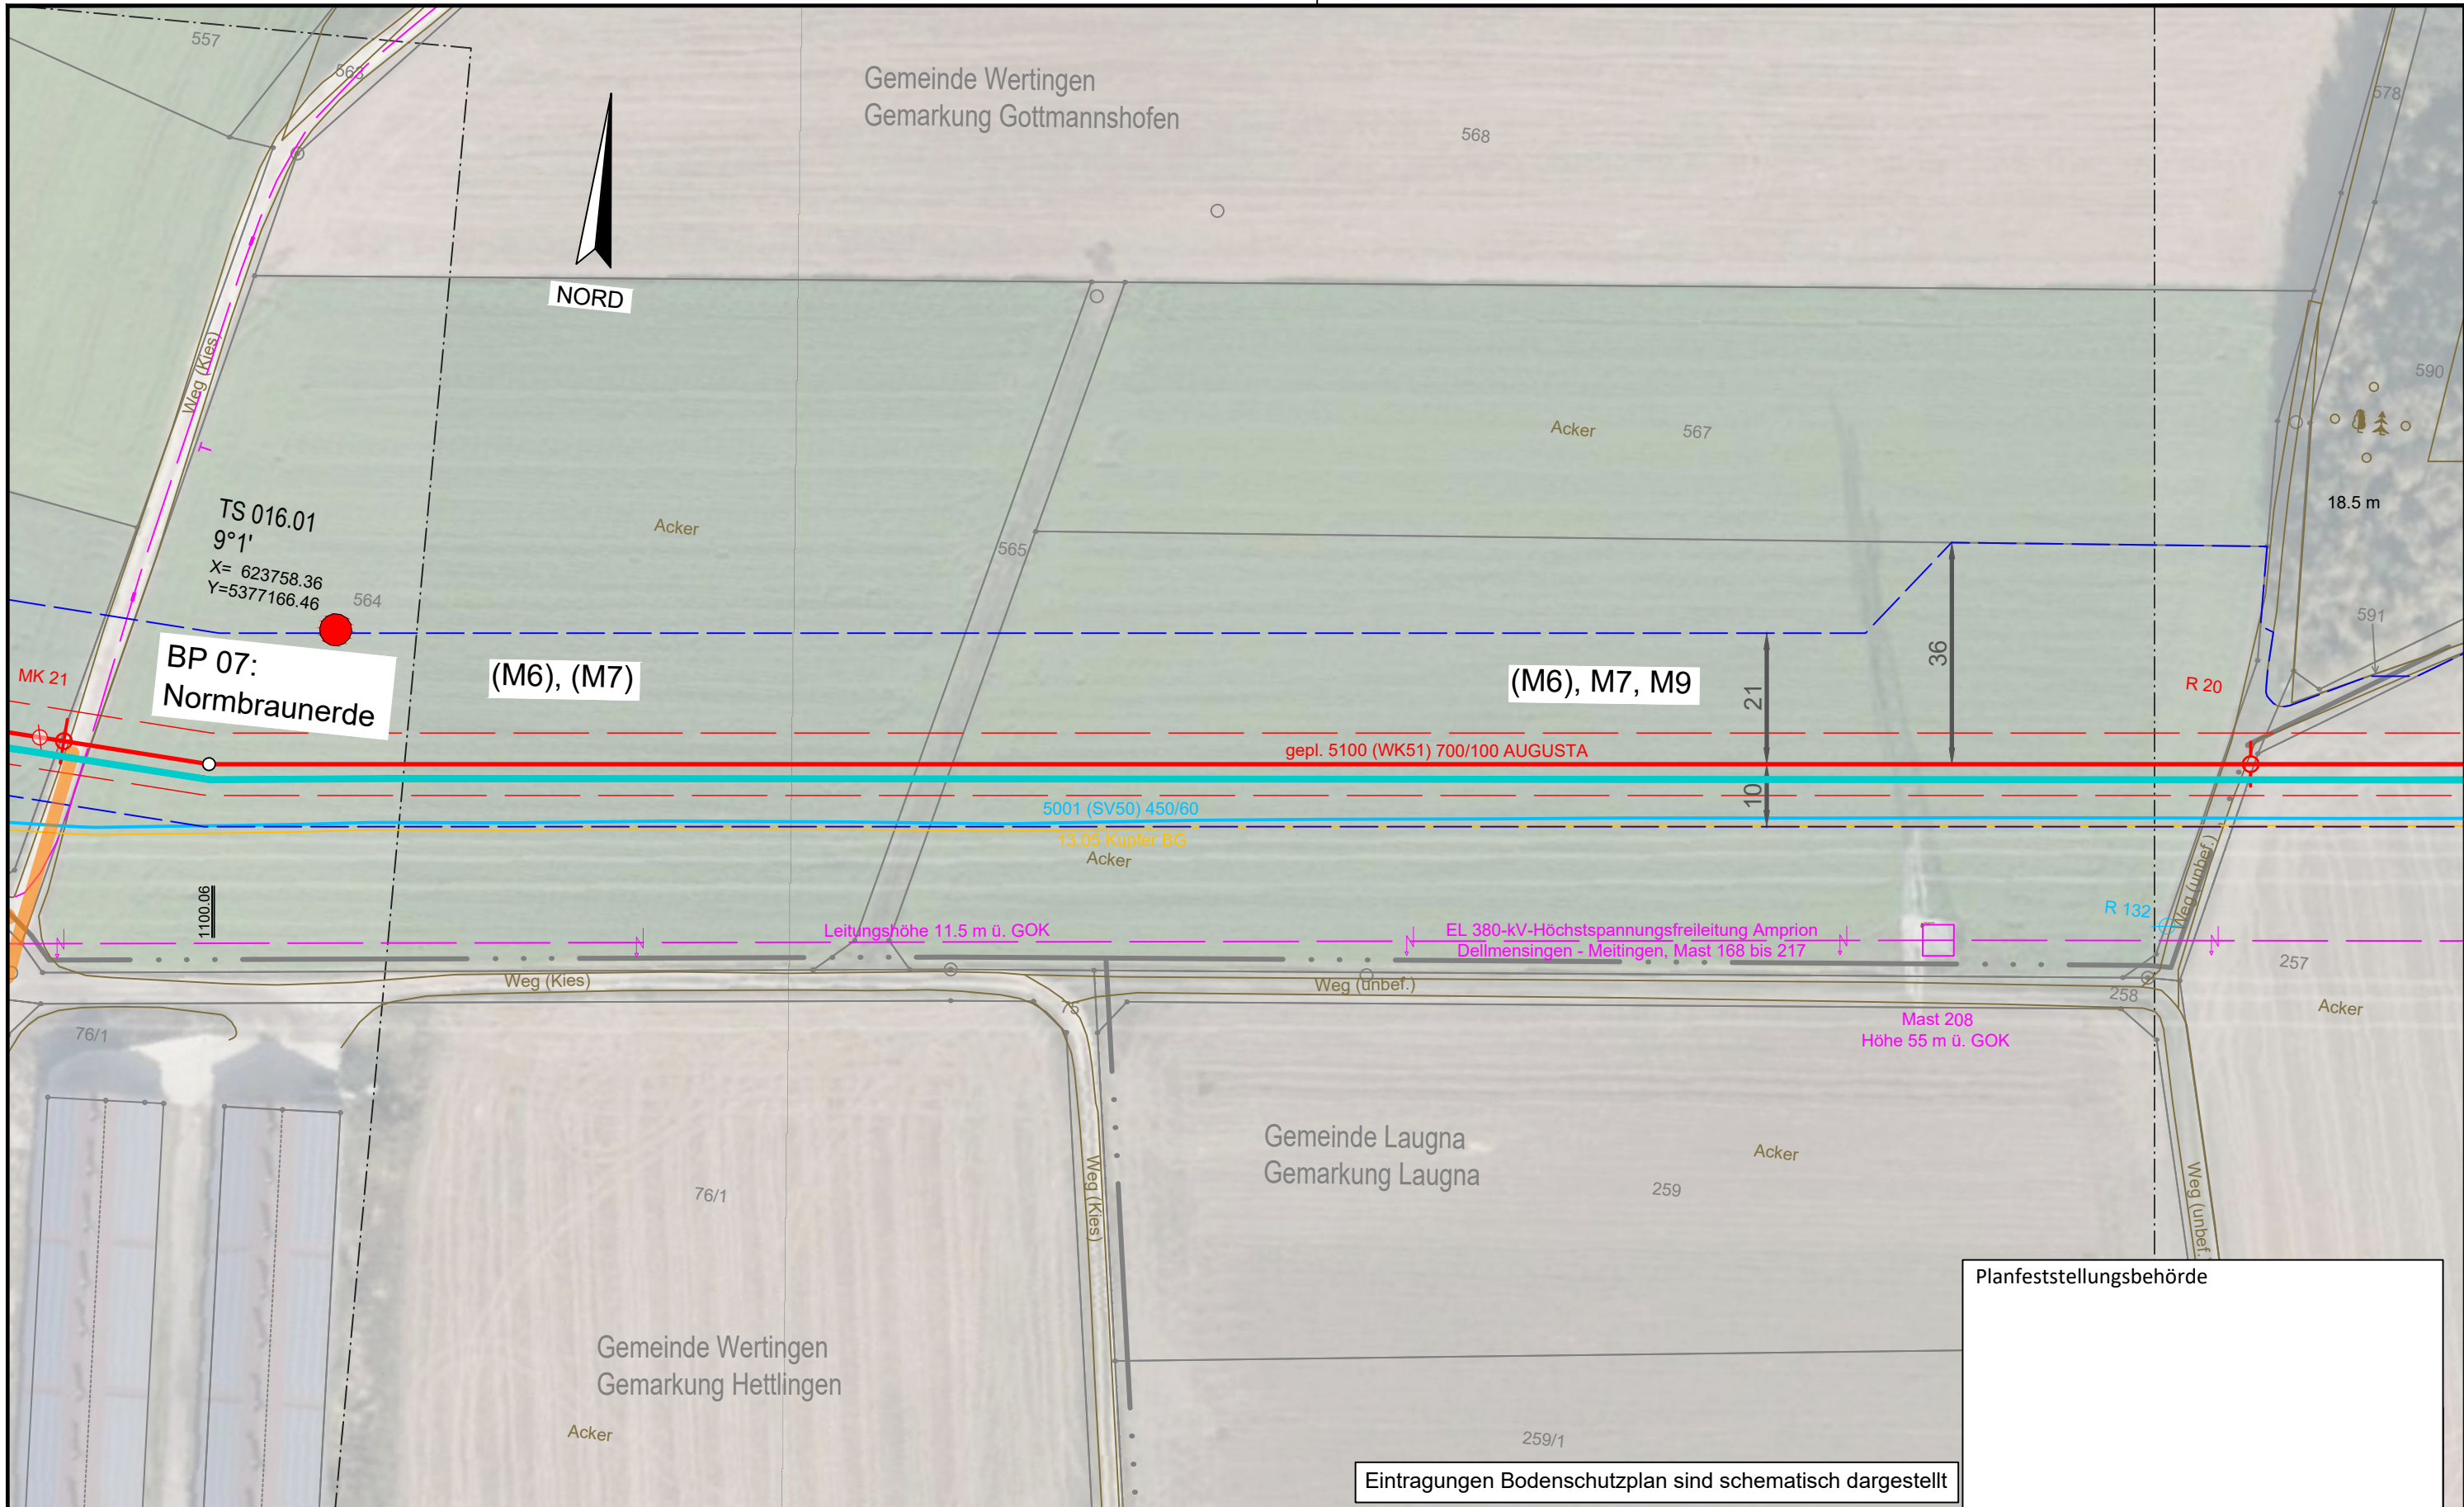 557
563
Gemeinde Wertingen
Gemarkung Gottmannshofen
568
578
NORD
Weg (Kies)
T
590
Acker
567
18.5 m
TS 016.01
9°1'
X= 623758.36
Y=5377166.46
564
Acker
565
591
BP 07:
Normbraunerde
MK 21
(M6), (M7)
(M6), M7, M9
21
36
R 20
gepl. 5100 (WK51) 700/100 AUGUSTA
10
5001 (SV50) 450/60
13.05 Kupfer BG
Acker
Weg (unbef.)
1100.06
R 132
Leitungshöhe 11.5 m ü. GOK
EL 380-kV-Höchstspannungsfreileitung Amprion
Dellmensingen - Meitingen, Mast 168 bis 217
257
Weg (Kies)
Weg (unbef.)
258
75
Acker
76/1
Mast 208
Höhe 55 m ü. GOK
Gemeinde Laugna
Gemarkung Laugna
Acker
76/1
Weg (Kies)
259
Weg (unbef.
Planfeststellungsbehörde
Gemeinde Wertingen
Gemarkung Hettlingen
Acker
259/1
Eintragungen Bodenschutzplan sind schematisch dargestellt